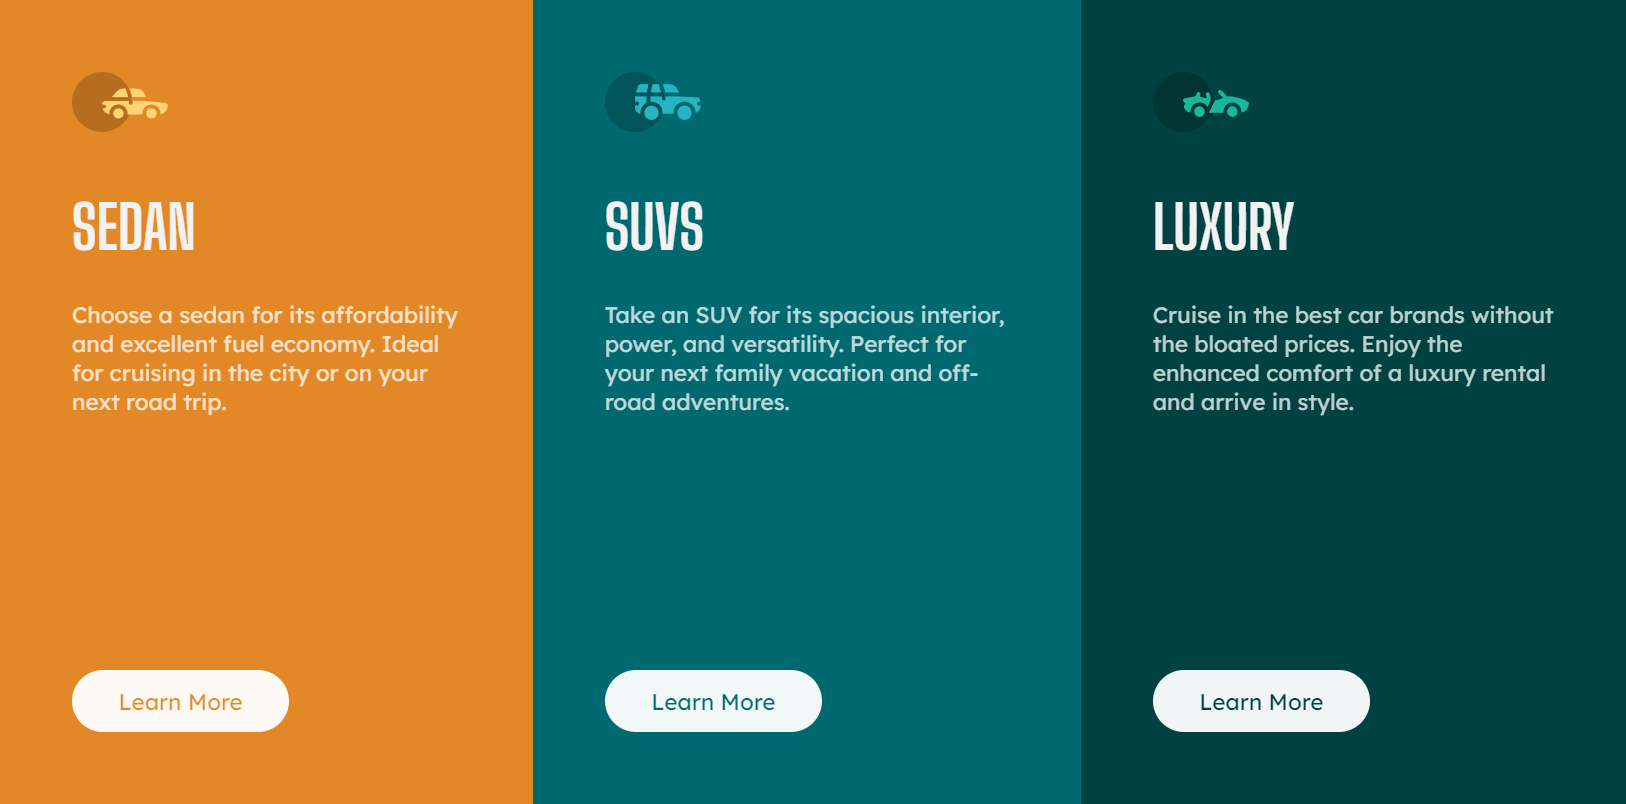 SEDAN
Choose a sedan for its affordability
and excellent fuel economy. Ideal
for cruising in the city or on your
next road trip.
Learn More
SUVS
Take an SUV for its spacious interior,
power, and versatility. Perfect for
your next family vacation and off-
road adventures.
Learn More
LUXURY
Cruise in the best car brands without
the bloated prices. Enjoy the
enhanced comfort of a luxury rental
and arrive in style.
Learn More